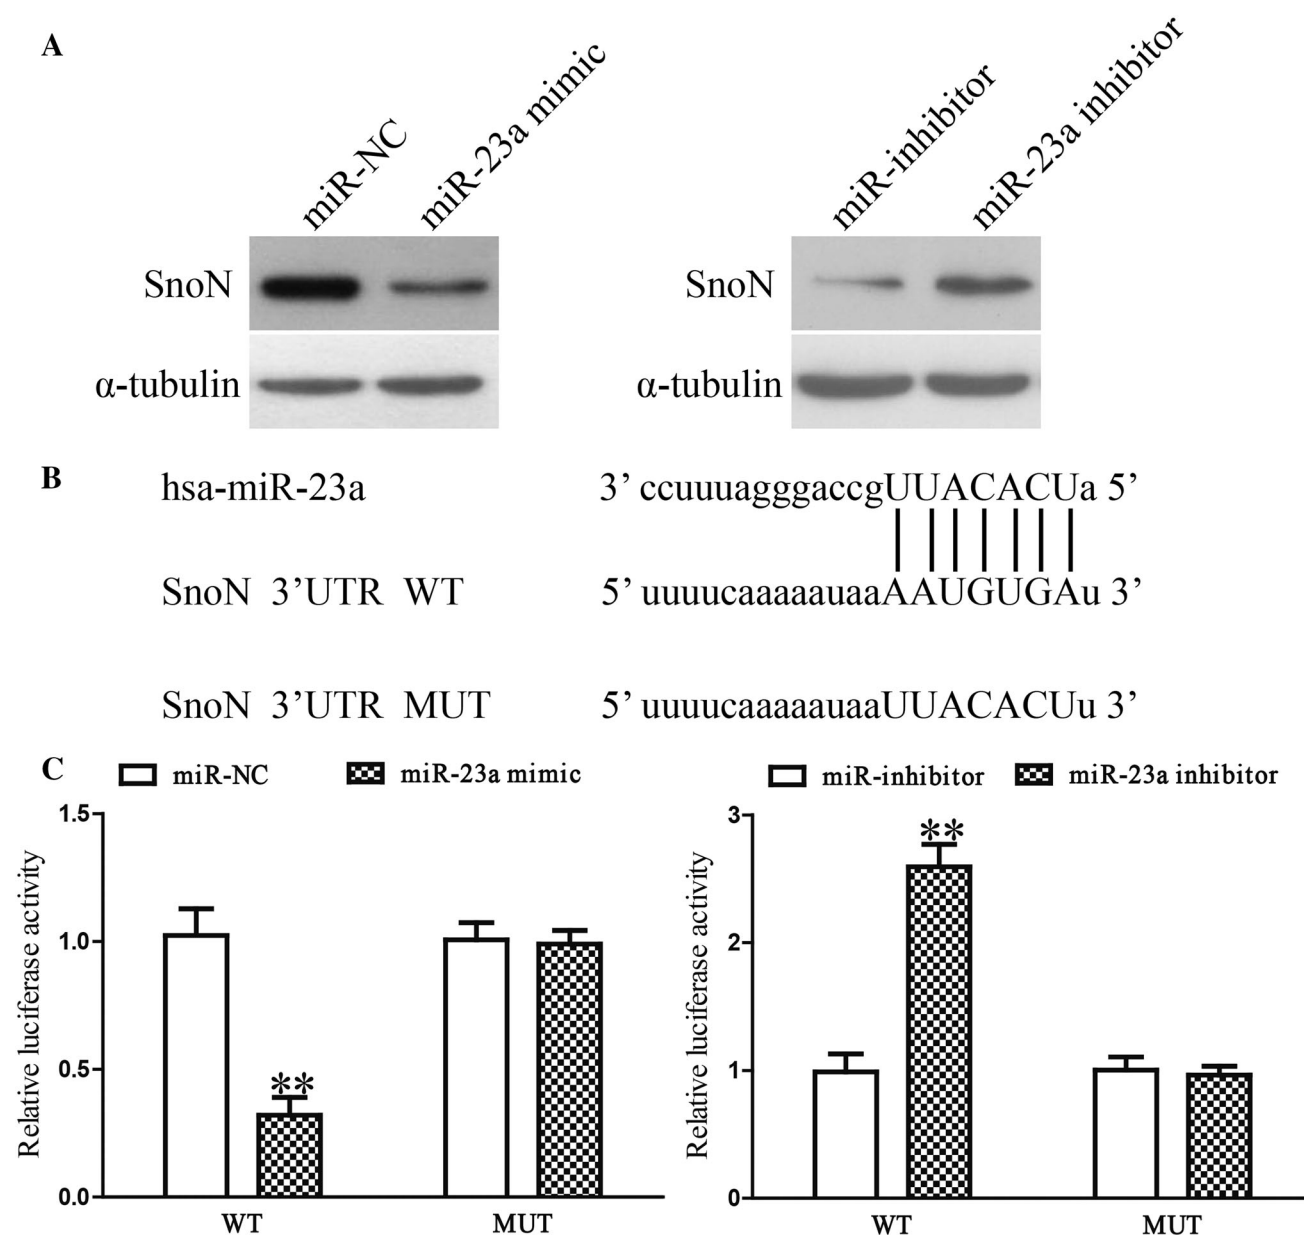 A
miR-NC
miR-23a mimic
miR-inhibitor
miR-23a inhibitor
SnoN
SnoN
α-tubulin
α-tubulin
B
hsa-miR-23a 3’ ccuuuagggaccgUUACACUa 5’
SnoN 3’UTR WT 5’ uuuucaaaaauaaAAUGUGAu 3’
SnoN 3’UTR MUT 5’ uuuucaaaaauaaUUACACUu 3’
C
miR-NC miR-23a mimic
Relative luciferase activity
1.5
1.0
0.5
0.0
**
WT MUT
miR-inhibitor miR-23a inhibitor
Relative luciferase activity
3
2
1
0
**
WT MUT